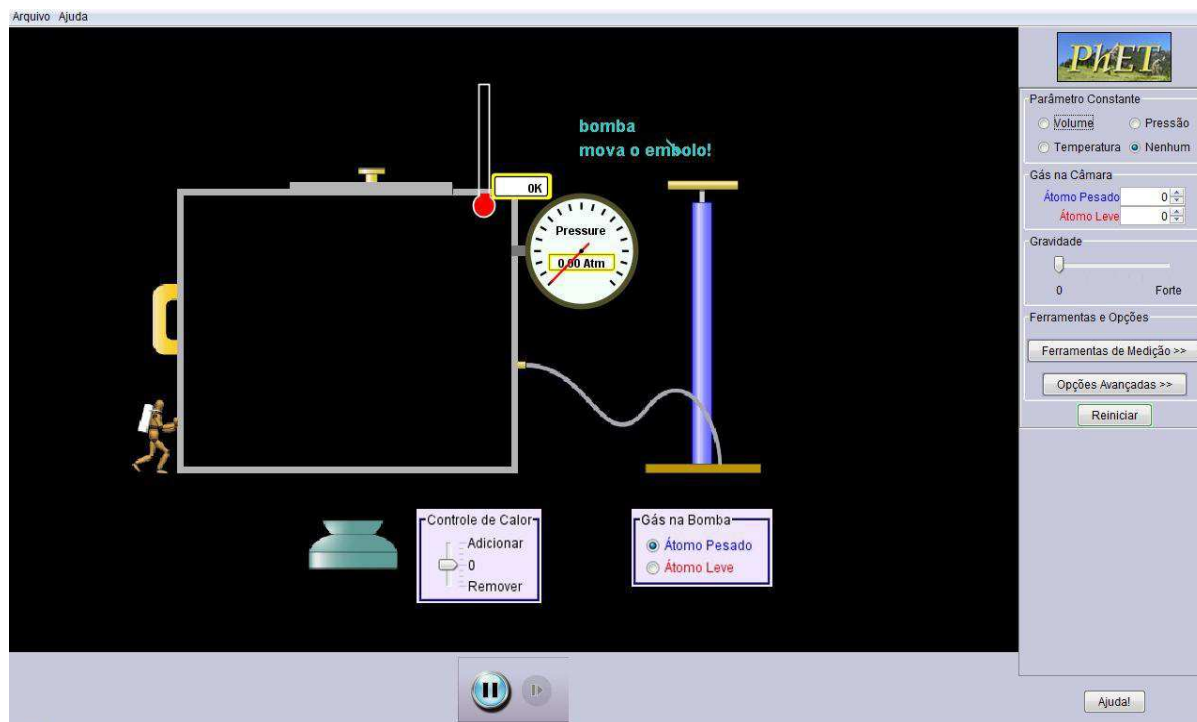 Arquivo Ajuda
bomba
mova o embolo!
0K
Pressure
0.00 Atm
Controle de Calor
Adicionar
0
Remover
Gás na Bomba
Átomo Pesado
Átomo Leve
PhET
Parâmetro Constante
Volume Pressão
Temperatura Nenhum
Gás na Câmara
Átomo Pesado 0
Átomo Leve 0
Gravidade
0 Forte
Ferramentas e Opções
Ferramentas de Medição >>
Opções Avançadas >>
Reiniciar
Ajuda!